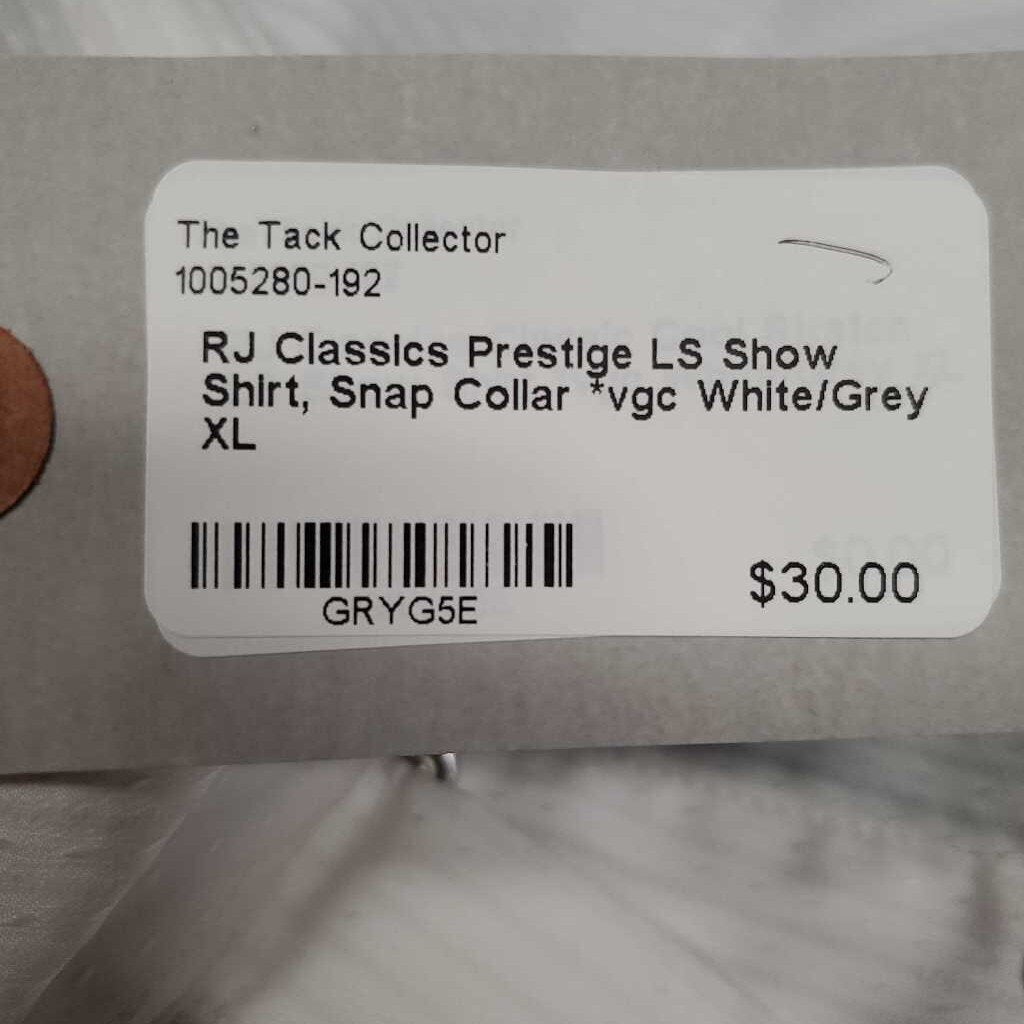 The Tack Collector
1005280-192
RJ Classics Prestige LS Show
Shirt, Snap Collar *vgc White/Grey
XL
GRYG5E
$30.00